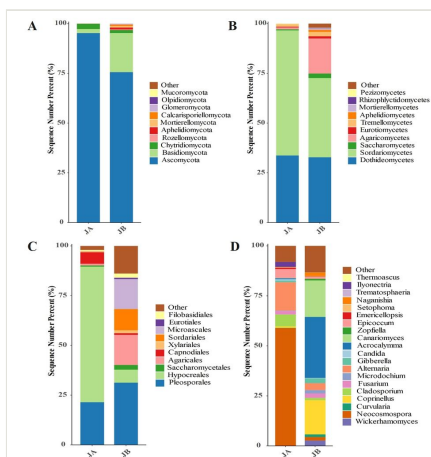 A
B
100
75
50
25
0
Sequence Number Percent (%)
JA
JB
Other
Mucoromycota
Olpidiomycota
Glomeromycota
Calcarisporiellomycota
Mortierellomycota
Aphelidiomycota
Rozellomycota
Chytridiomycota
Basidiomycota
Ascomycota
100
75
50
25
0
Sequence Number Percent (%)
JA
JB
Other
Pezizomycetes
Rhizophlyctidomycetes
Mortierellomycetes
Aphelidiomycetes
Tremellomycetes
Eurotiomycetes
Agaricomycetes
Saccharomycetes
Sordariomycetes
Dothideomycetes
C
D
100
75
50
25
0
Sequence Number Percent (%)
JA
JB
Other
Filobasidiales
Eurotiales
Microascales
Sordariales
Xylariales
Capnodiales
Agaricales
Saccharomycetales
Hypocreales
Pleosporales
100
75
50
25
0
Sequence Number Percent (%)
JA
JB
Other
Thermoascus
Ilyonectria
Trematosphaeria
Naganishia
Setophoma
Emericellopsis
Epicoccum
Zopfiella
Canariomyces
Acrocalymma
Candida
Gibberella
Alternaria
Microdochium
Fusarium
Cladosporium
Coprinellus
Curvularia
Neocosmospora
Wickerhamomyces